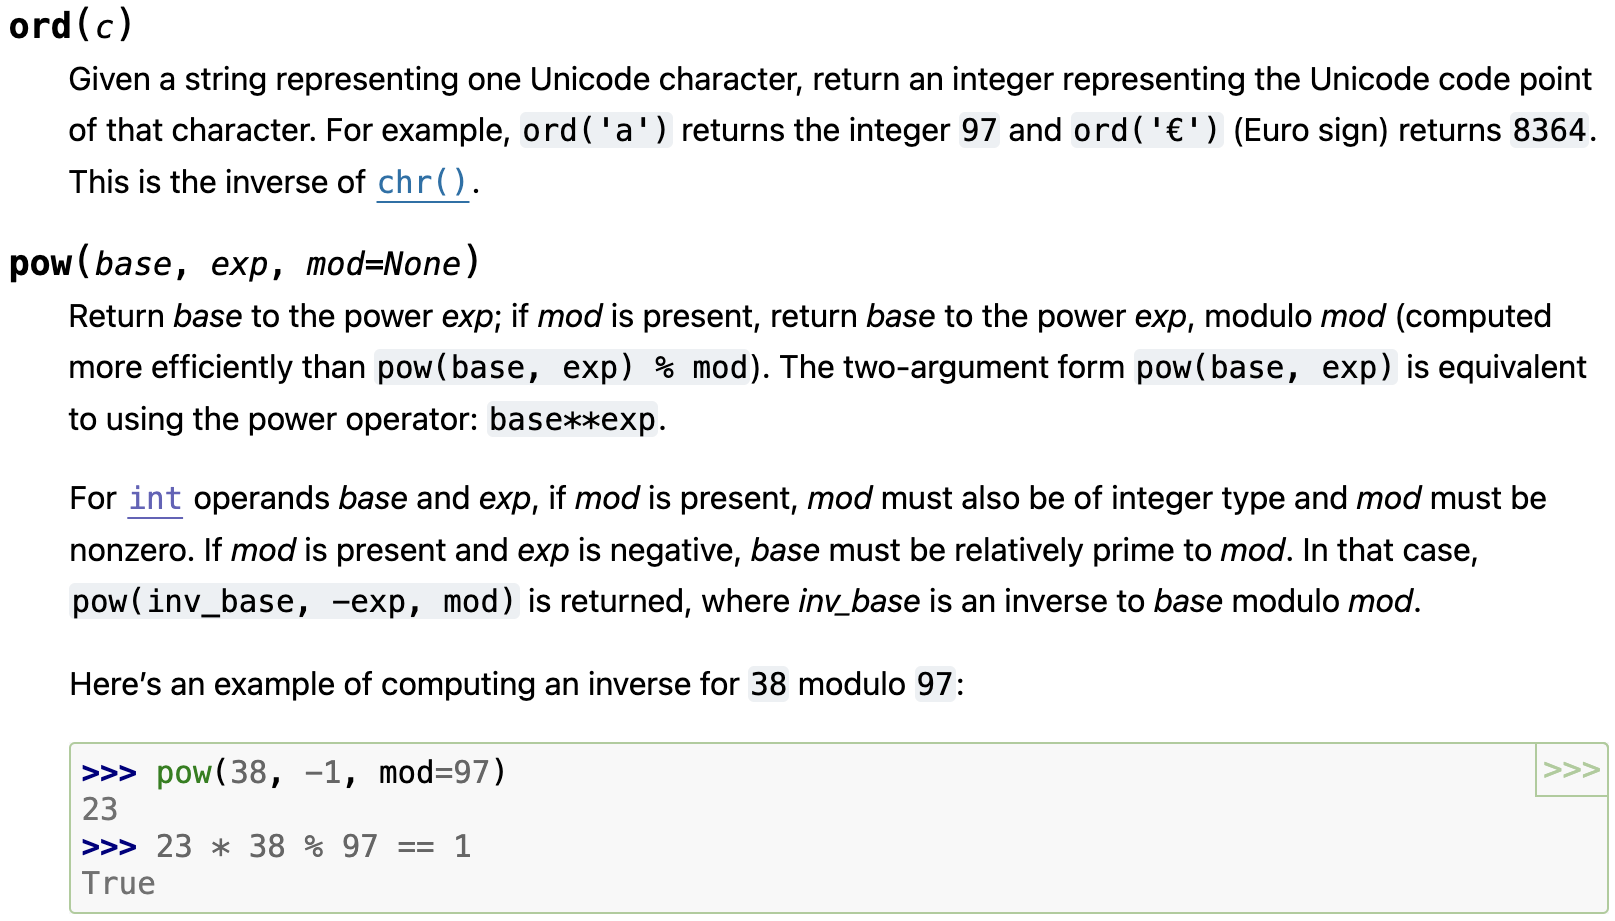 ord(c)
Given a string representing one Unicode character, return an integer representing the Unicode code point
of that character. For example, ord('a') returns the integer 97 and ord('€') (Euro sign) returns 8364.
This is the inverse of chr().
pow(base, exp, mod=None)
Return base to the power exp; if mod is present, return base to the power exp, modulo mod (computed
more efficiently than pow(base, exp) % mod). The two-argument form pow(base, exp) is equivalent
to using the power operator: base**exp.
For int operands base and exp, if mod is present, mod must also be of integer type and mod must be
nonzero. If mod is present and exp is negative, base must be relatively prime to mod. In that case,
pow(inv_base, -exp, mod) is returned, where inv_base is an inverse to base modulo mod.
Here’s an example of computing an inverse for 38 modulo 97:
>>> pow(38, -1, mod=97) >>>
23
>>> 23 * 38 % 97 == 1
True